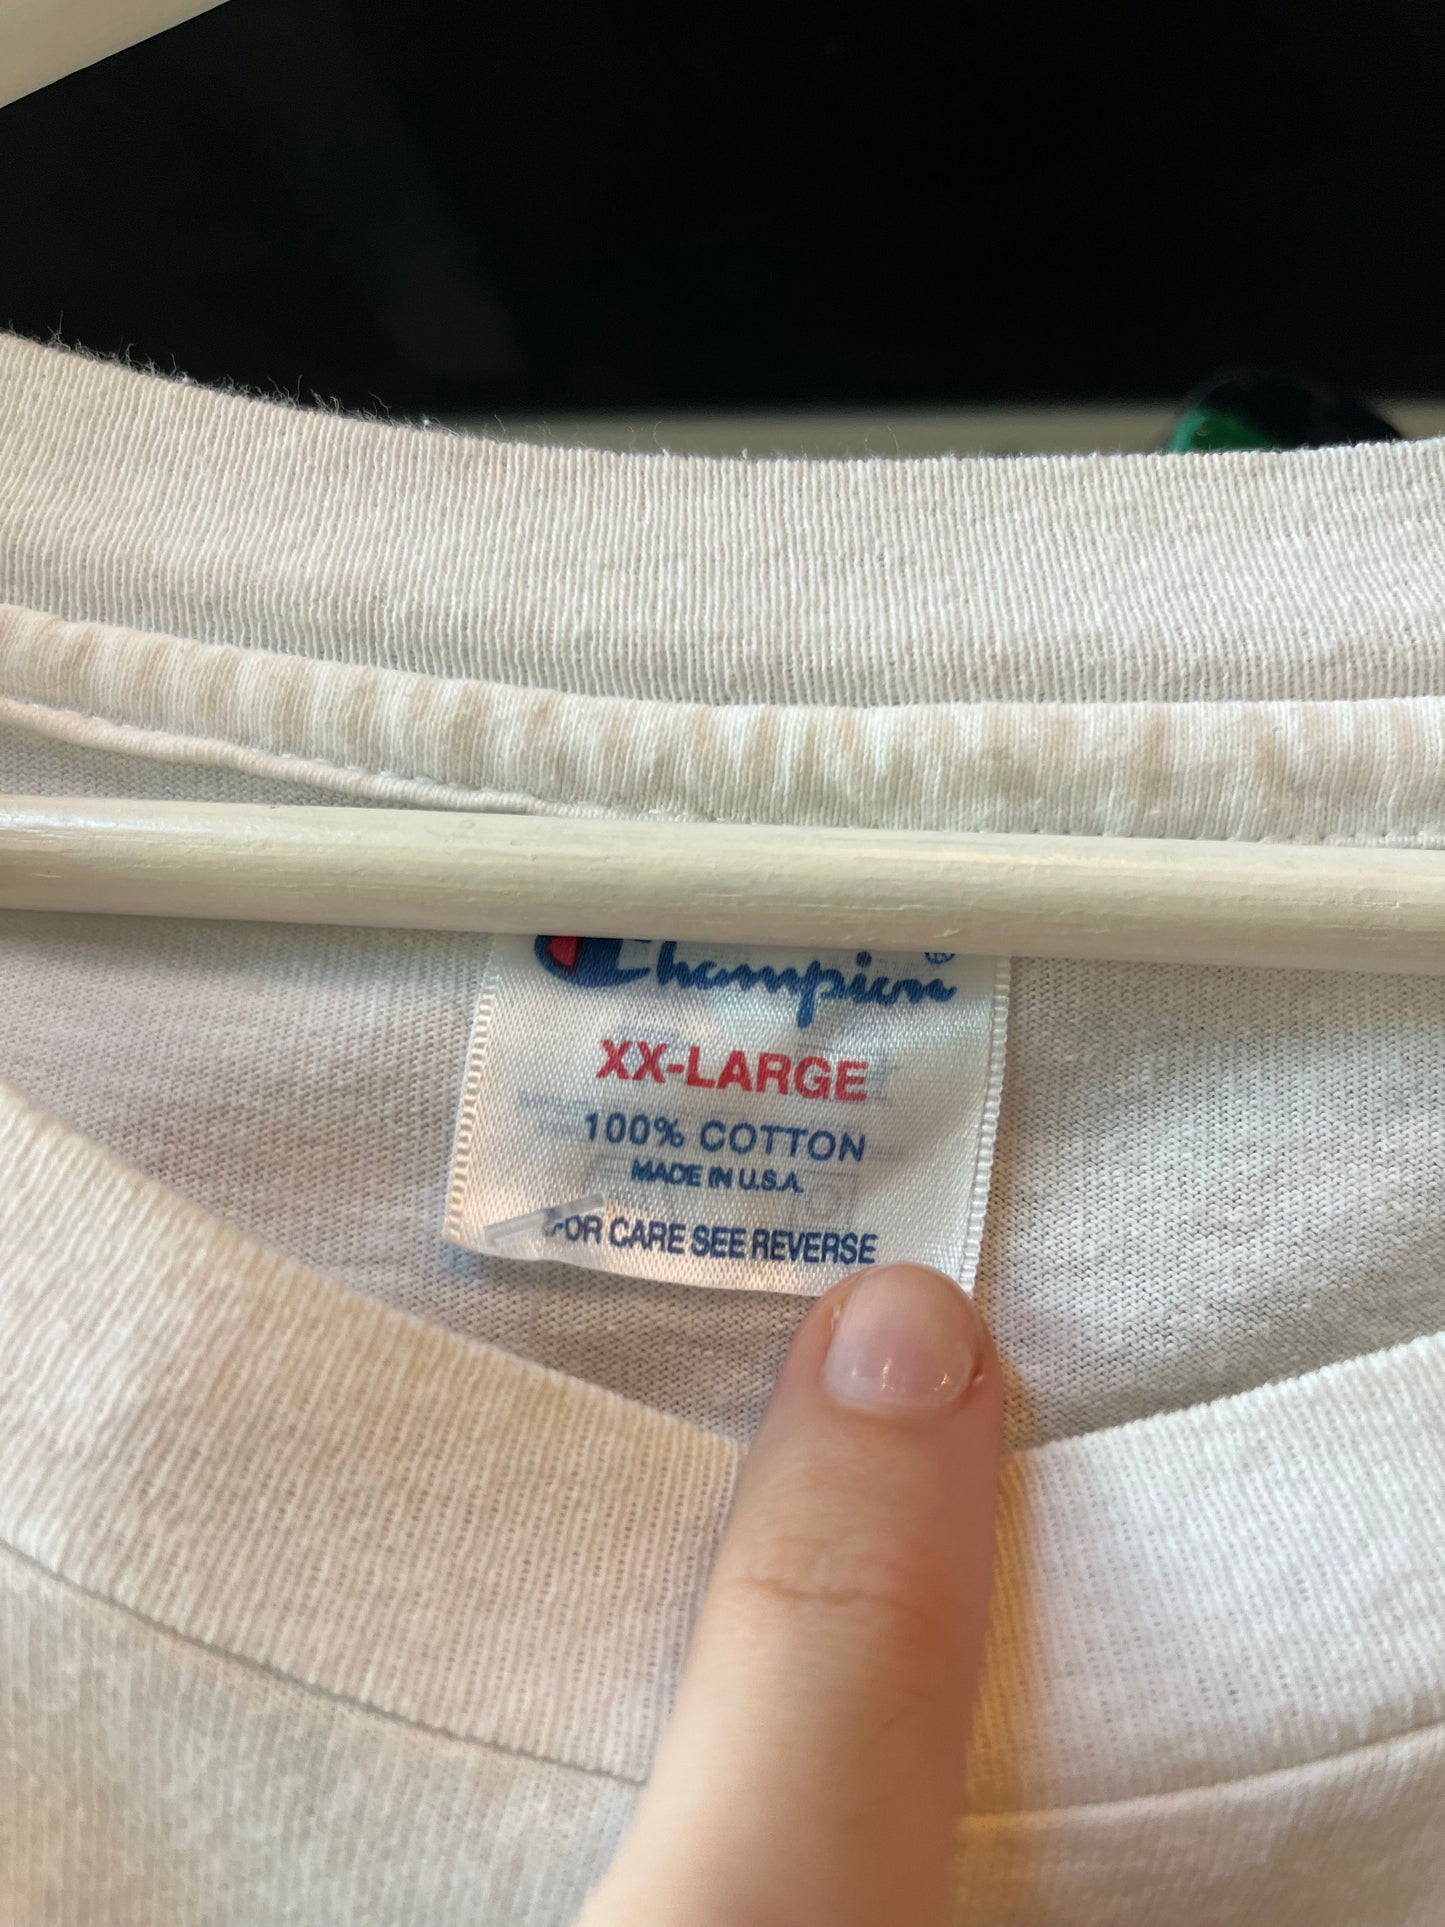 Champion®
XX-LARGE
100% COTTON
MADE IN U.S.A.
FOR CARE SEE REVERSE